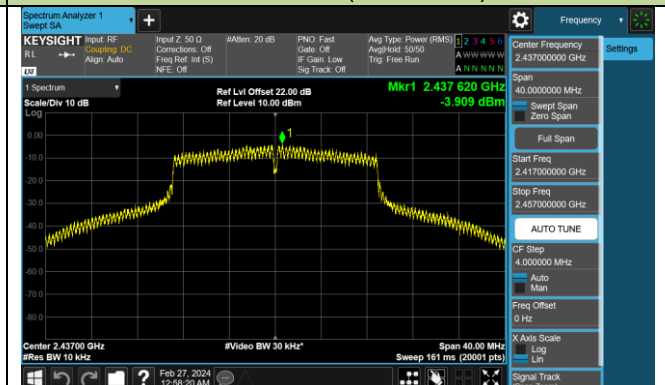 Spectrum Analyzer 1
Swept SA
+
Frequency
KEYSIGHT
RL
LXI
Input: RF
Coupling: DC
Align: Auto
Input Z: 50 Ω
Corrections: Off
Freq Ref: Int (S)
NFE: Off
#Atten: 20 dB
PNO: Fast
Gate: Off
IF Gain: Low
Sig Track: Off
Avg Type: Power (RMS)
Avg|Hold: 50/50
Trig: Free Run
1 2 3 4 5 6
A W W W W W
A N N N N N
1 Spectrum
Scale/Div 10 dB
Log
Ref Lvl Offset 22.00 dB
Ref Level 10.00 dBm
Mkr1 2.437 620 GHz
-3.909 dBm
1
0.00
-10.0
-20.0
-30.0
-40.0
-50.0
-60.0
-70.0
-80.0
Center 2.43700 GHz
#Res BW 10 kHz
#Video BW 30 kHz*
Span 40.00 MHz
Sweep 161 ms (20001 pts)
?
Feb 27, 2024
12:58:20 AM
Center Frequency
2.437000000 GHz
Span
40.0000000 MHz
Swept Span
Zero Span
Full Span
Start Freq
2.417000000 GHz
Stop Freq
2.457000000 GHz
AUTO TUNE
CF Step
4.000000 MHz
Auto
Man
Freq Offset
0 Hz
X Axis Scale
Log
Lin
Signal Track
Settings